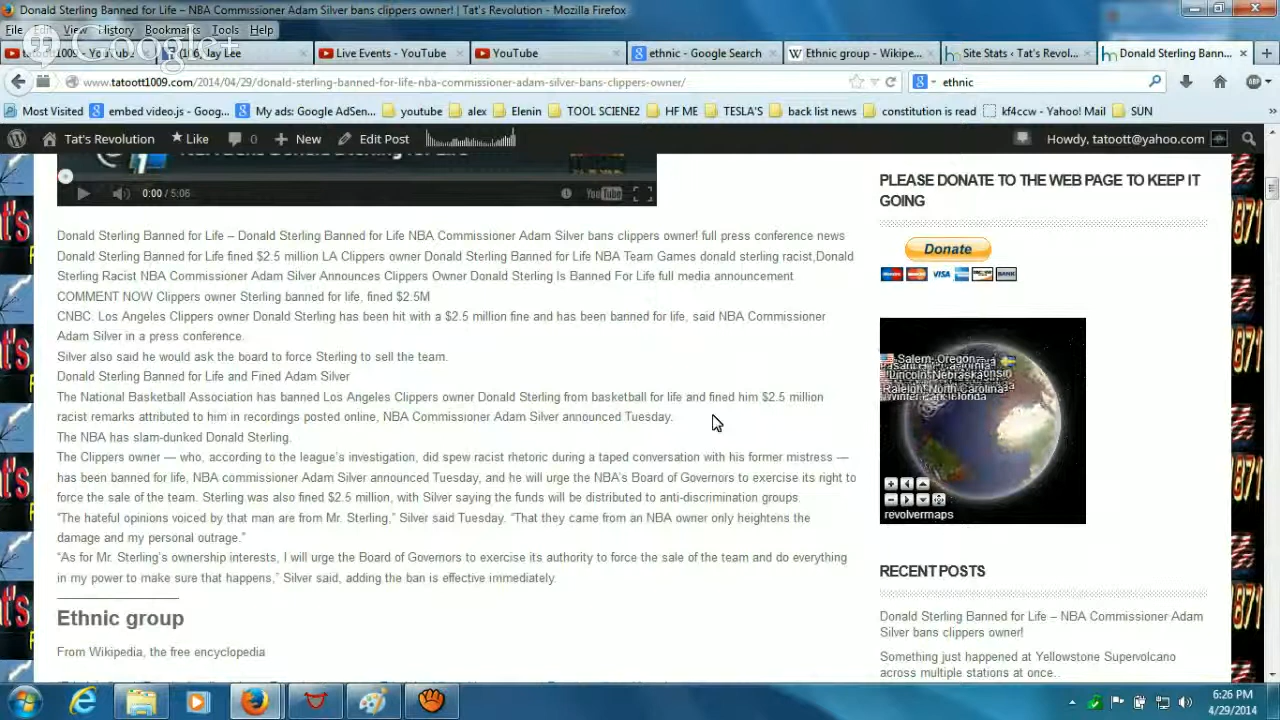 Donald Sterling Banned for Life – NBA Commissioner Adam Silver bans clippers owner! | Tat's Revolution - Mozilla Firefox
File Edit View History Bookmarks Tools Help
Google+
1009 - YouTube
Jay Lee
Live Events - YouTube
YouTube
ethnic - Google Search
Ethnic group - Wikipe...
Site Stats ‹ Tat's Revol...
Donald Sterling Bann...
www.tatoott1009.com/2014/04/29/donald-sterling-banned-for-life-nba-commissioner-adam-silver-bans-clippers-owner/
ethnic
Most Visited embed video.js - Goog... My ads: Google AdSen... youtube alex Elenin TOOL SCIENE2 HF ME TESLA'S back list news constitution is read kf4ccw - Yahoo! Mail SUN
Tat's Revolution Like 0 New Edit Post Howdy, tatoott@yahoo.com
0:00 / 5:06 YouTube
Donald Sterling Banned for Life – Donald Sterling Banned for Life NBA Commissioner Adam Silver bans clippers owner! full press conference news
Donald Sterling Banned for Life fined $2.5 million LA Clippers owner Donald Sterling Banned for Life NBA Team Games donald sterling racist,Donald
Sterling Racist NBA Commissioner Adam Silver Announces Clippers Owner Donald Sterling Is Banned For Life full media announcement
COMMENT NOW Clippers owner Sterling banned for life, fined $2.5M
CNBC. Los Angeles Clippers owner Donald Sterling has been hit with a $2.5 million fine and has been banned for life, said NBA Commissioner
Adam Silver in a press conference.
Silver also said he would ask the board to force Sterling to sell the team.
Donald Sterling Banned for Life and Fined Adam Silver
The National Basketball Association has banned Los Angeles Clippers owner Donald Sterling from basketball for life and fined him $2.5 million
racist remarks attributed to him in recordings posted online, NBA Commissioner Adam Silver announced Tuesday.
The NBA has slam-dunked Donald Sterling.
The Clippers owner — who, according to the league's investigation, did spew racist rhetoric during a taped conversation with his former mistress —
has been banned for life, NBA commissioner Adam Silver announced Tuesday, and he will urge the NBA's Board of Governors to exercise its right to
force the sale of the team. Sterling was also fined $2.5 million, with Silver saying the funds will be distributed to anti-discrimination groups.
"The hateful opinions voiced by that man are from Mr. Sterling," Silver said Tuesday. "That they came from an NBA owner only heightens the
damage and my personal outrage."
"As for Mr. Sterling's ownership interests, I will urge the Board of Governors to exercise its authority to force the sale of the team and do everything
in my power to make sure that happens," Silver said, adding the ban is effective immediately.
Ethnic group
From Wikipedia, the free encyclopedia
PLEASE DONATE TO THE WEB PAGE TO KEEP IT
GOING
Donate
VISA BANK
Salem, Oregon
Lincoln Nebraska
Raleigh North Carolina
Winter Park Florida
revolvermaps
RECENT POSTS
Donald Sterling Banned for Life – NBA Commissioner Adam
Silver bans clippers owner!
Something just happened at Yellowstone Supervolcano
across multiple stations at once..
t's
1871
6:26 PM
4/29/2014